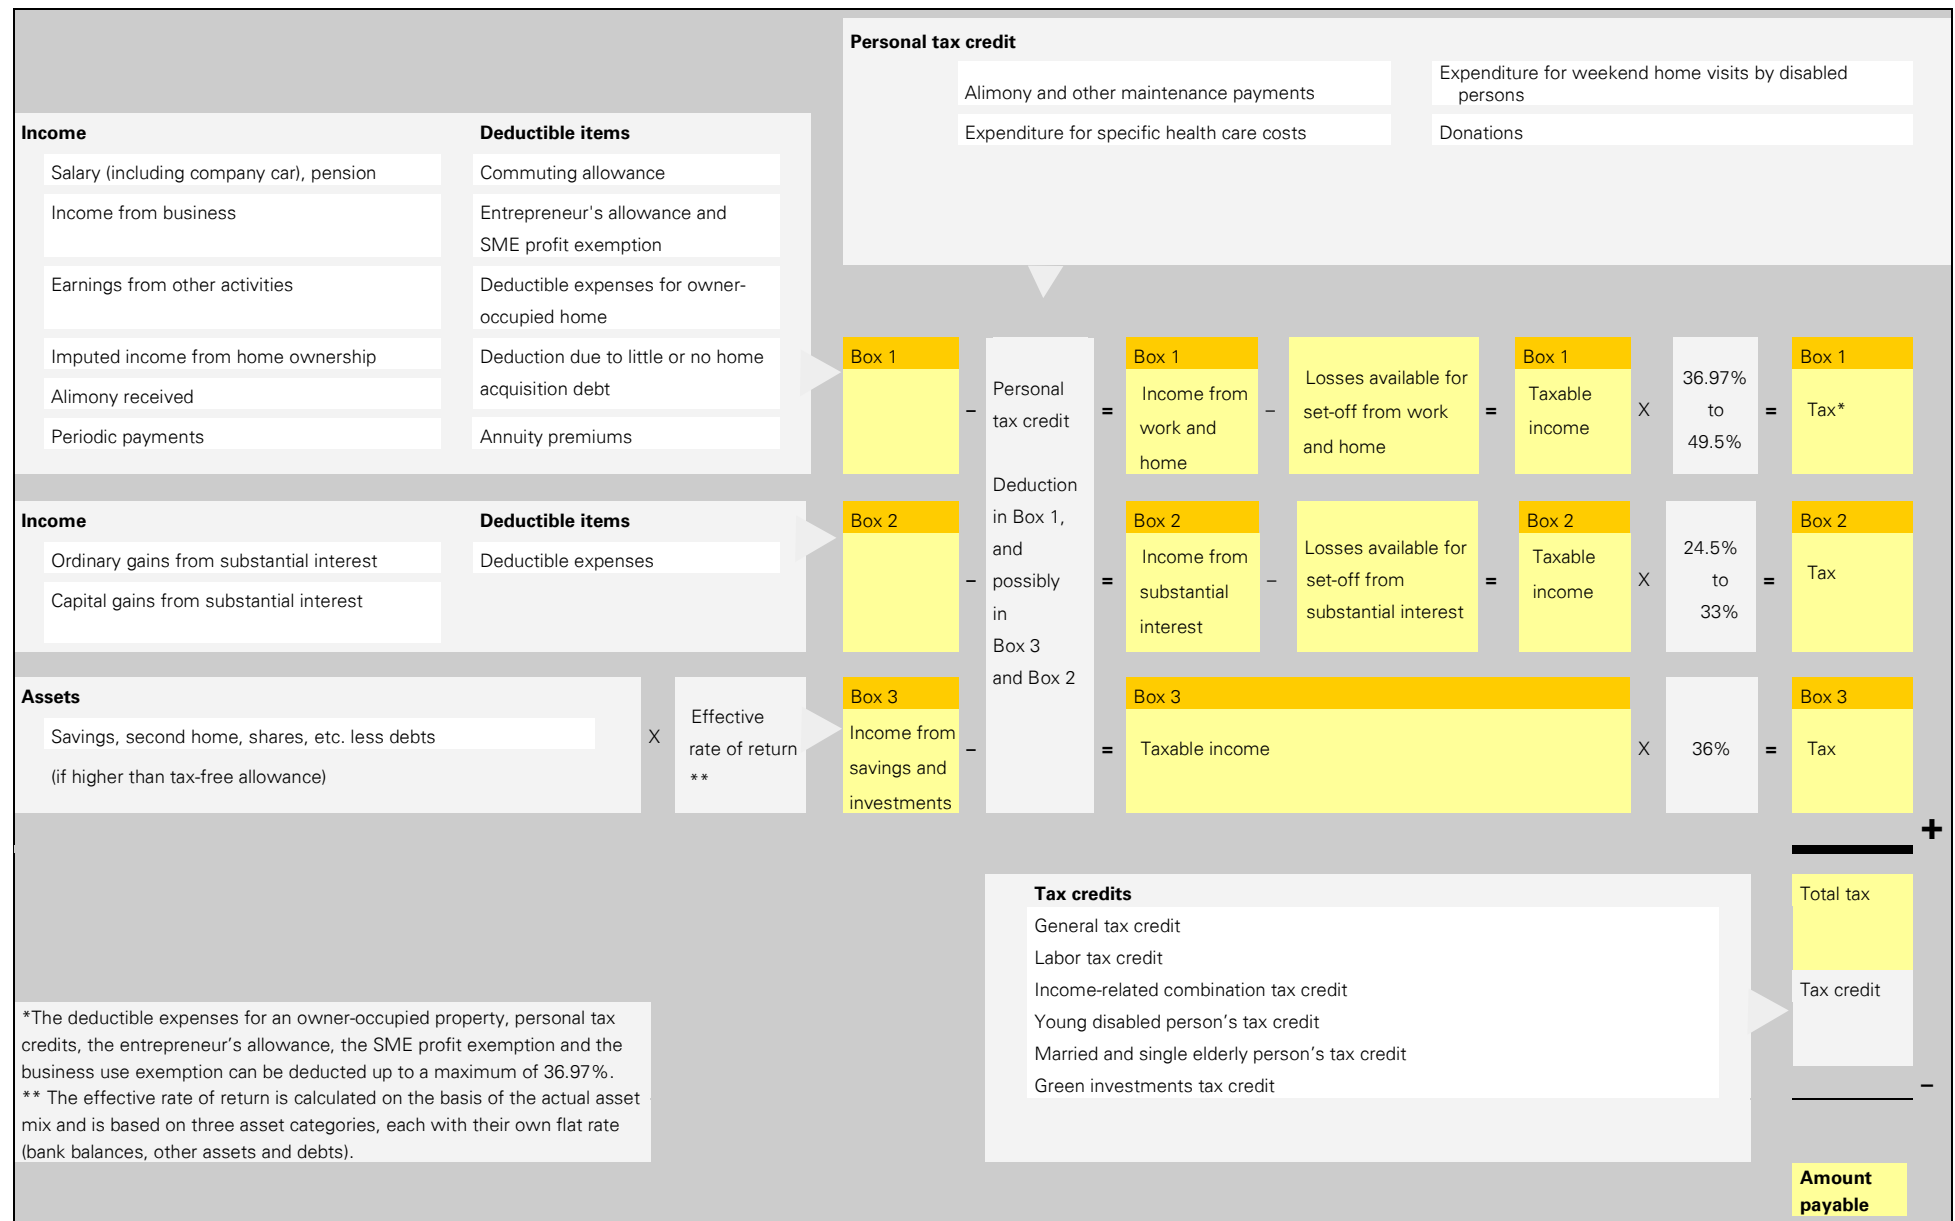 Personal tax credit
Alimony and other maintenance payments
Expenditure for weekend home visits by disabled
persons
Expenditure for specific health care costs
Donations
Income
Deductible items
Salary (including company car), pension
Commuting allowance
Income from business
Entrepreneur's allowance and
SME profit exemption
Earnings from other activities
Deductible expenses for owner-
occupied home
Imputed income from home ownership
Deduction due to little or no home
acquisition debt
Alimony received
Periodic payments
Annuity premiums
Box 1
–
Personal
tax credit
Deduction
in Box 1,
and
possibly
in
Box 3
and Box 2
=
Box 1
Income from
work and
home
–
Losses available for
set-off from work
and home
=
Box 1
Taxable
income
X
36.97%
to
49.5%
=
Box 1
Tax*
Income
Deductible items
Ordinary gains from substantial interest
Deductible expenses
Capital gains from substantial interest
Box 2
–
=
Box 2
Income from
substantial
interest
–
Losses available for
set-off from
substantial interest
=
Box 2
Taxable
income
X
24.5%
to
33%
=
Box 2
Tax
Assets
Savings, second home, shares, etc. less debts
(if higher than tax-free allowance)
X
Effective
rate of return
**
Box 3
Income from
savings and
investments
–
=
Box 3
Taxable income
X
36%
=
Box 3
Tax
+
Tax credits
General tax credit
Labor tax credit
Income-related combination tax credit
Young disabled person’s tax credit
Married and single elderly person’s tax credit
Green investments tax credit
Total tax
Tax credit
–
*The deductible expenses for an owner-occupied property, personal tax
credits, the entrepreneur’s allowance, the SME profit exemption and the
business use exemption can be deducted up to a maximum of 36.97%.
** The effective rate of return is calculated on the basis of the actual asset
mix and is based on three asset categories, each with their own flat rate
(bank balances, other assets and debts).
Amount
payable